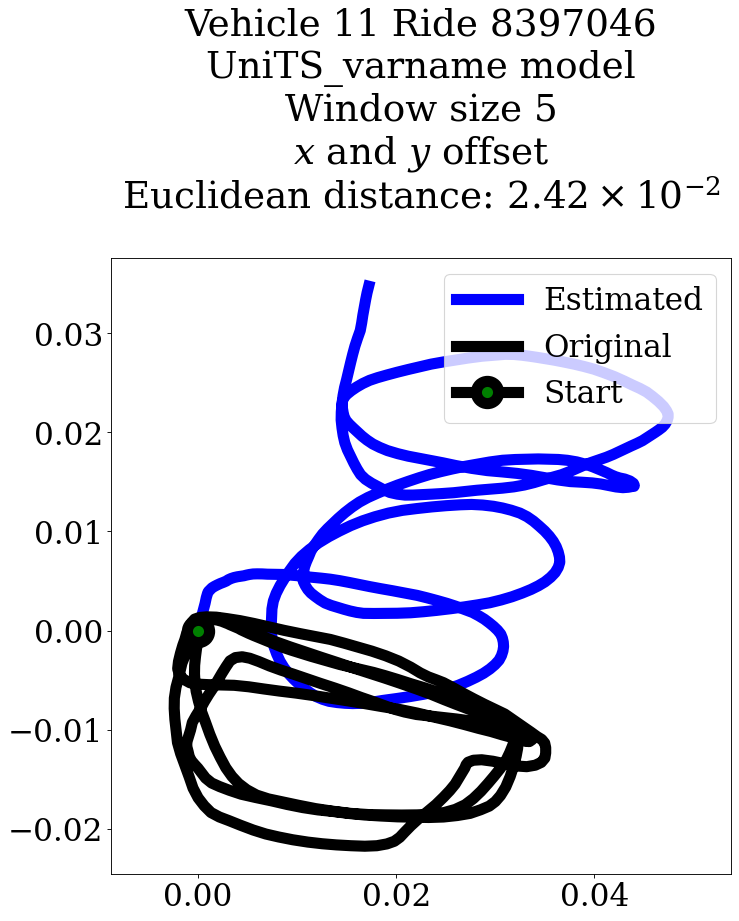 Vehicle 11 Ride 8397046
UniTS_varname model
Window size 5
x and y offset
Euclidean distance: 2.42 × 10⁻²
Estimated
Original
Start
0.03
0.02
0.01
0.00
−0.01
−0.02
0.00 0.02 0.04